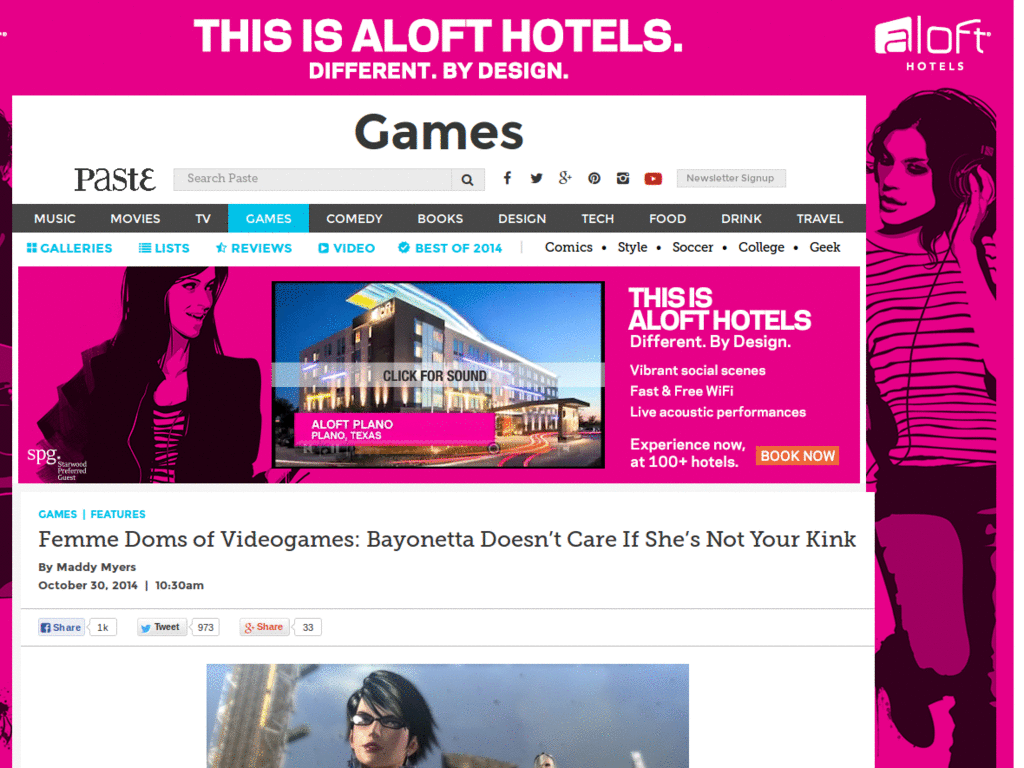 THIS IS ALOFT HOTELS.
DIFFERENT. BY DESIGN.
aloft
HOTELS
Games
Paste
Search Paste
Newsletter Signup
MUSIC MOVIES TV GAMES COMEDY BOOKS DESIGN TECH FOOD DRINK TRAVEL
GALLERIES LISTS REVIEWS VIDEO BEST OF 2014 | Comics • Style • Soccer • College • Geek
CLICK FOR SOUND
ALOFT PLANO
PLANO, TEXAS
spg.
Starwood
Preferred
Guest
THIS IS
ALOFT HOTELS
Different. By Design.
Vibrant social scenes
Fast & Free WiFi
Live acoustic performances
Experience now,
at 100+ hotels.
BOOK NOW
GAMES | FEATURES
Femme Doms of Videogames: Bayonetta Doesn't Care If She's Not Your Kink
By Maddy Myers
October 30, 2014 | 10:30am
Share 1k Tweet 973 Share 33